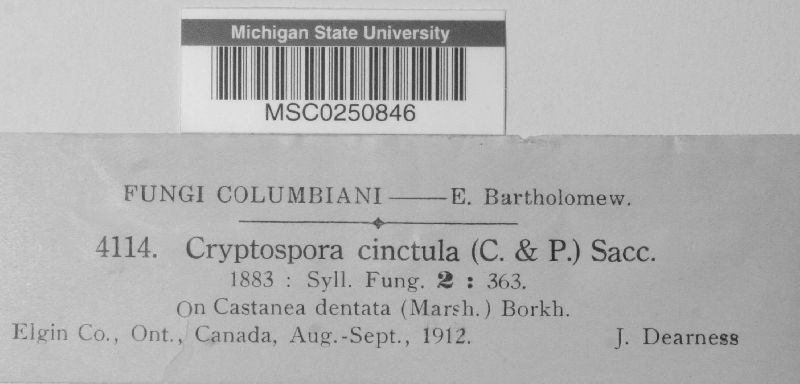 Michigan State University
MSC0250846
FUNGI COLUMBIANI —— E. Bartholomew.
4114. Cryptospora cinctula (C. & P.) Sacc.
1883 : Syll. Fung. 2 : 363.
On Castanea dentata (Marsh.) Borkh.
Elgin Co., Ont., Canada, Aug.-Sept., 1912. J. Dearness